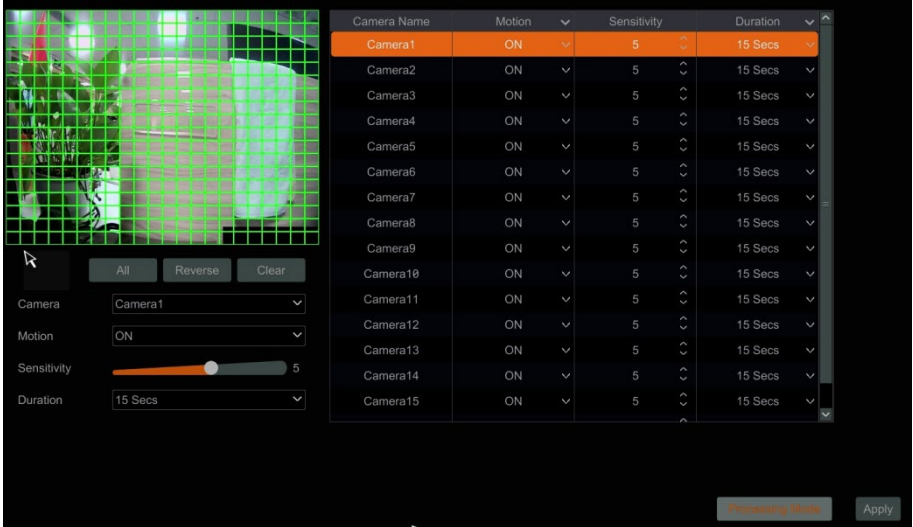 Camera Name Motion Sensitivity Duration
Camera1 ON 5 15 Secs
Camera2 ON 5 15 Secs
Camera3 ON 5 15 Secs
Camera4 ON 5 15 Secs
Camera5 ON 5 15 Secs
Camera6 ON 5 15 Secs
Camera7 ON 5 15 Secs
Camera8 ON 5 15 Secs
Camera9 ON 5 15 Secs
Camera10 ON 5 15 Secs
Camera11 ON 5 15 Secs
Camera12 ON 5 15 Secs
Camera13 ON 5 15 Secs
Camera14 ON 5 15 Secs
Camera15 ON 5 15 Secs
All Reverse Clear
Camera Camera1
Motion ON
Sensitivity 5
Duration 15 Secs
Processing Mode Apply